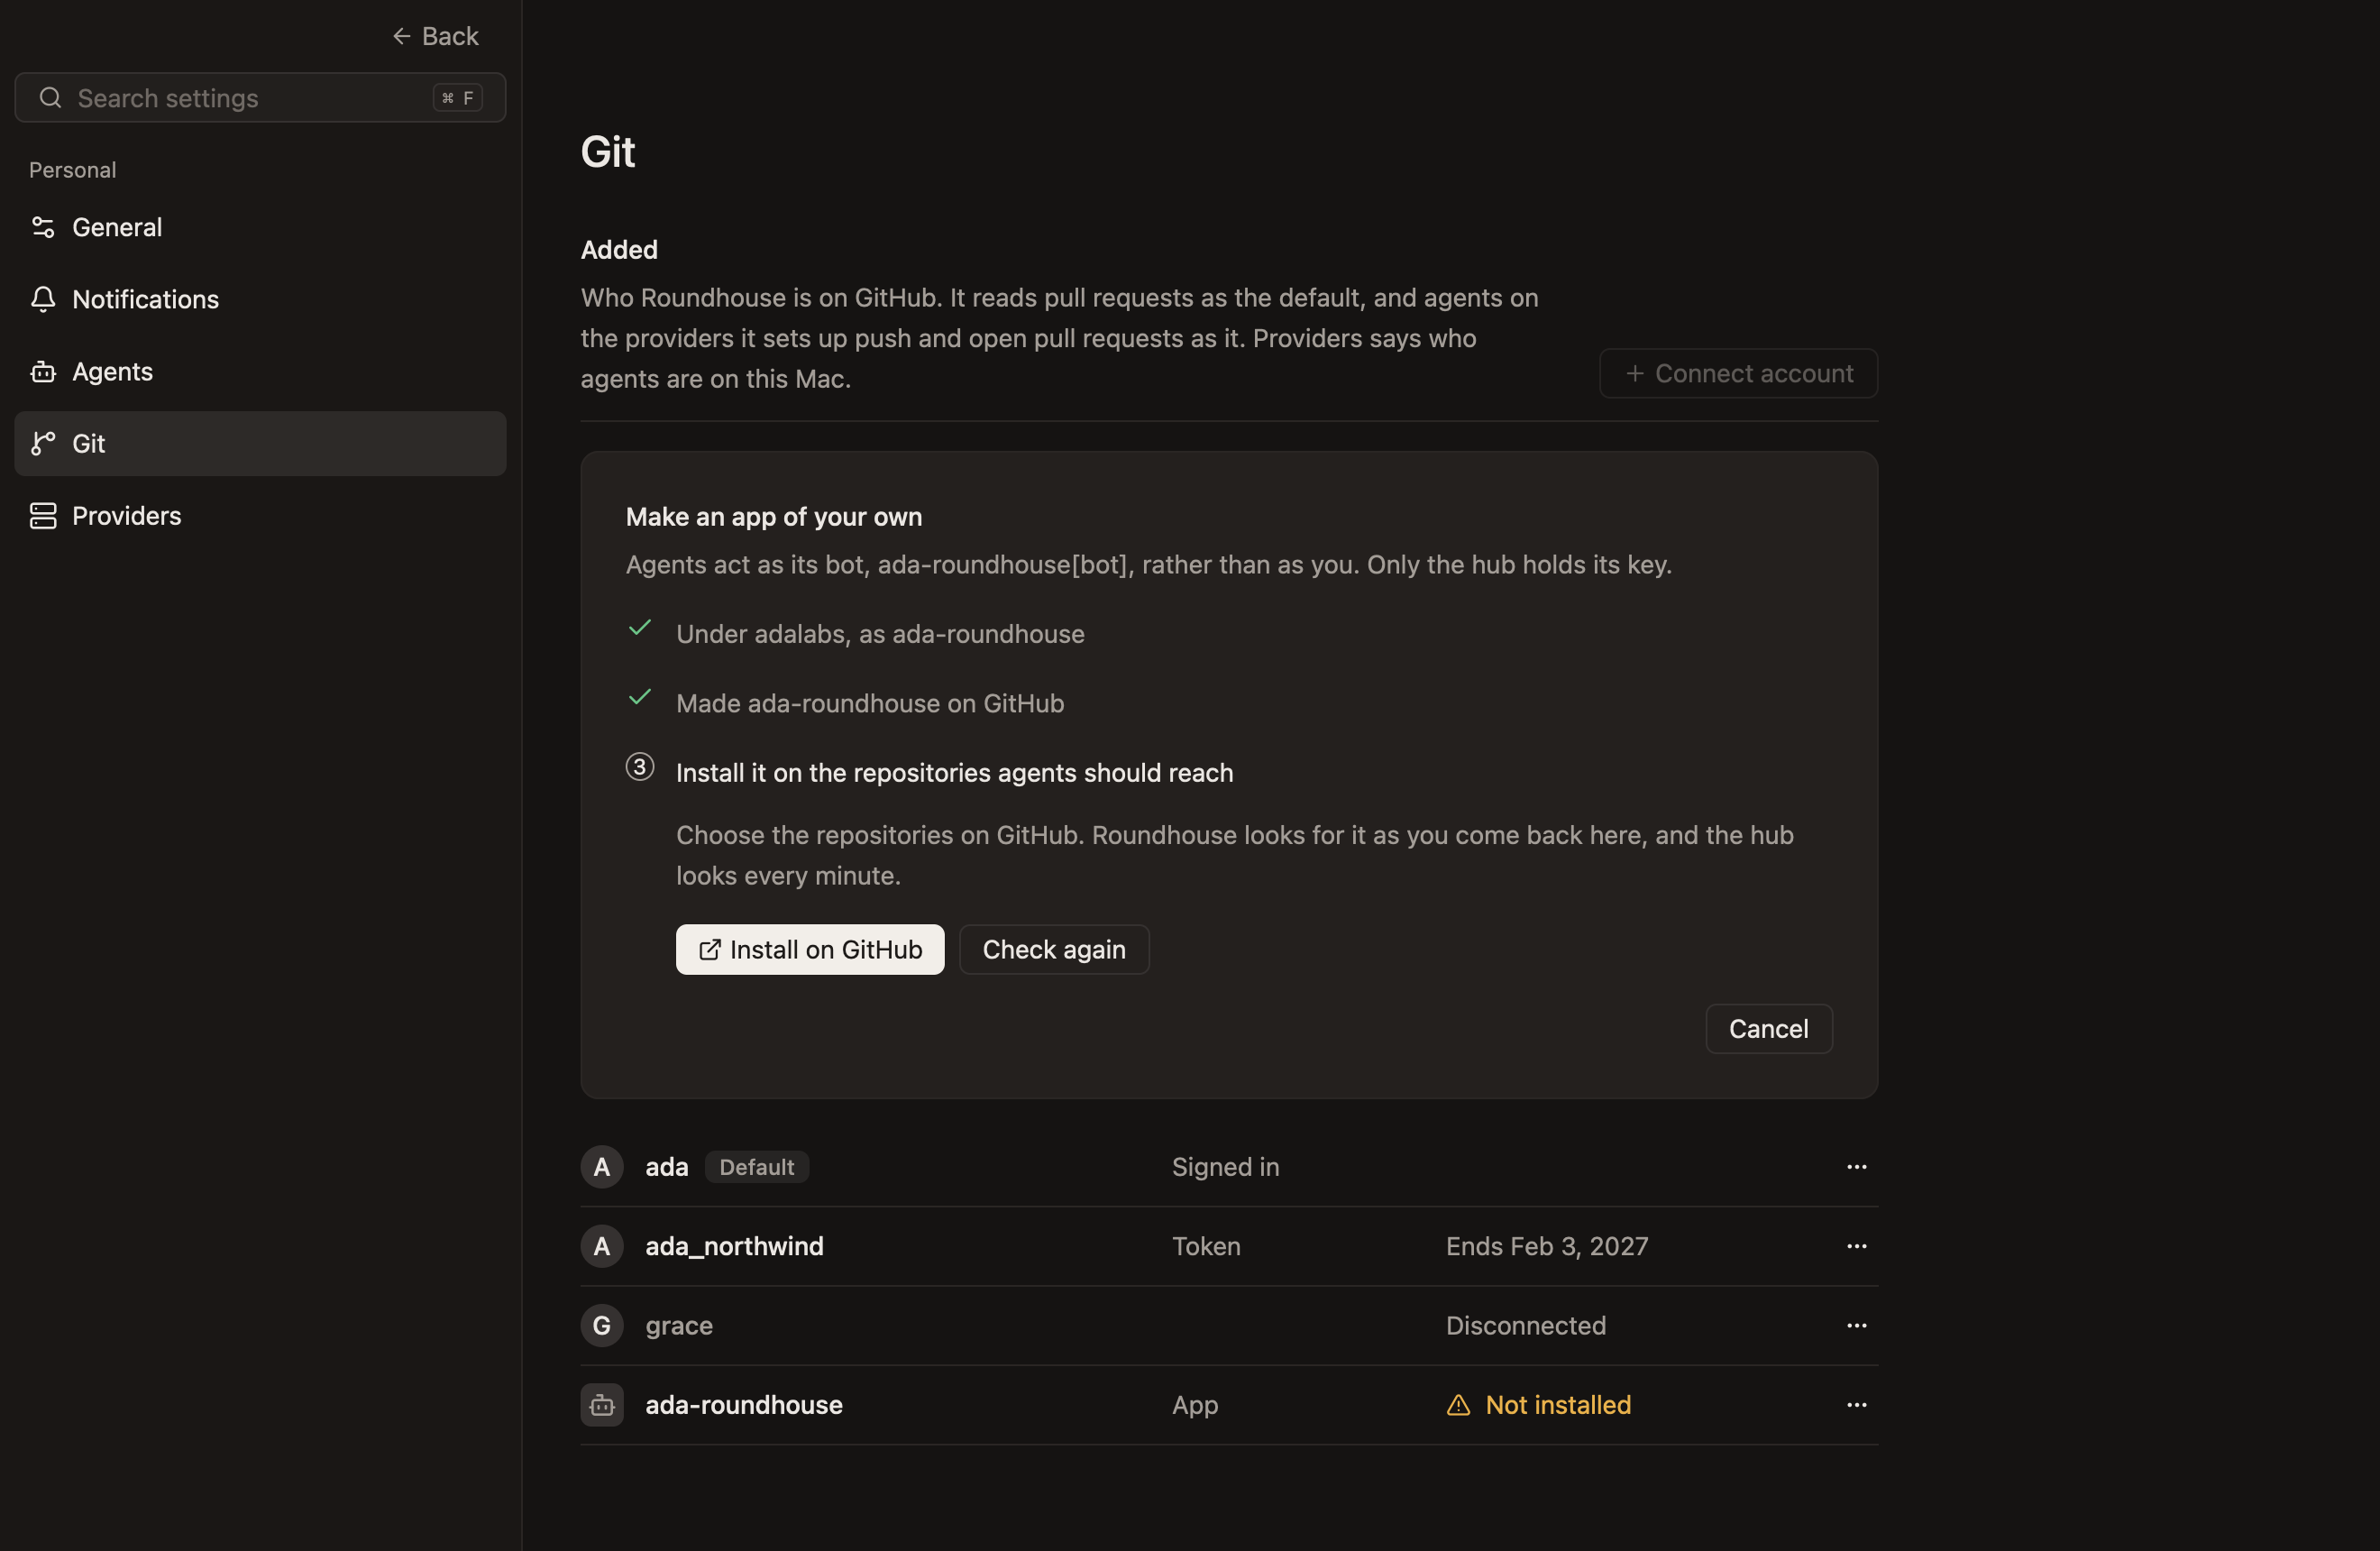 ← Back
Search settings ⌘ F
Personal
General
Notifications
Agents
Git
Providers
Git
Added
Who Roundhouse is on GitHub. It reads pull requests as the default, and agents on
the providers it sets up push and open pull requests as it. Providers says who
agents are on this Mac.
+ Connect account
Make an app of your own
Agents act as its bot, ada-roundhouse[bot], rather than as you. Only the hub holds its key.
Under adalabs, as ada-roundhouse
Made ada-roundhouse on GitHub
3 Install it on the repositories agents should reach
Choose the repositories on GitHub. Roundhouse looks for it as you come back here, and the hub
looks every minute.
Install on GitHub Check again
Cancel
A ada Default Signed in
A ada_northwind Token Ends Feb 3, 2027
G grace Disconnected
ada-roundhouse App Not installed